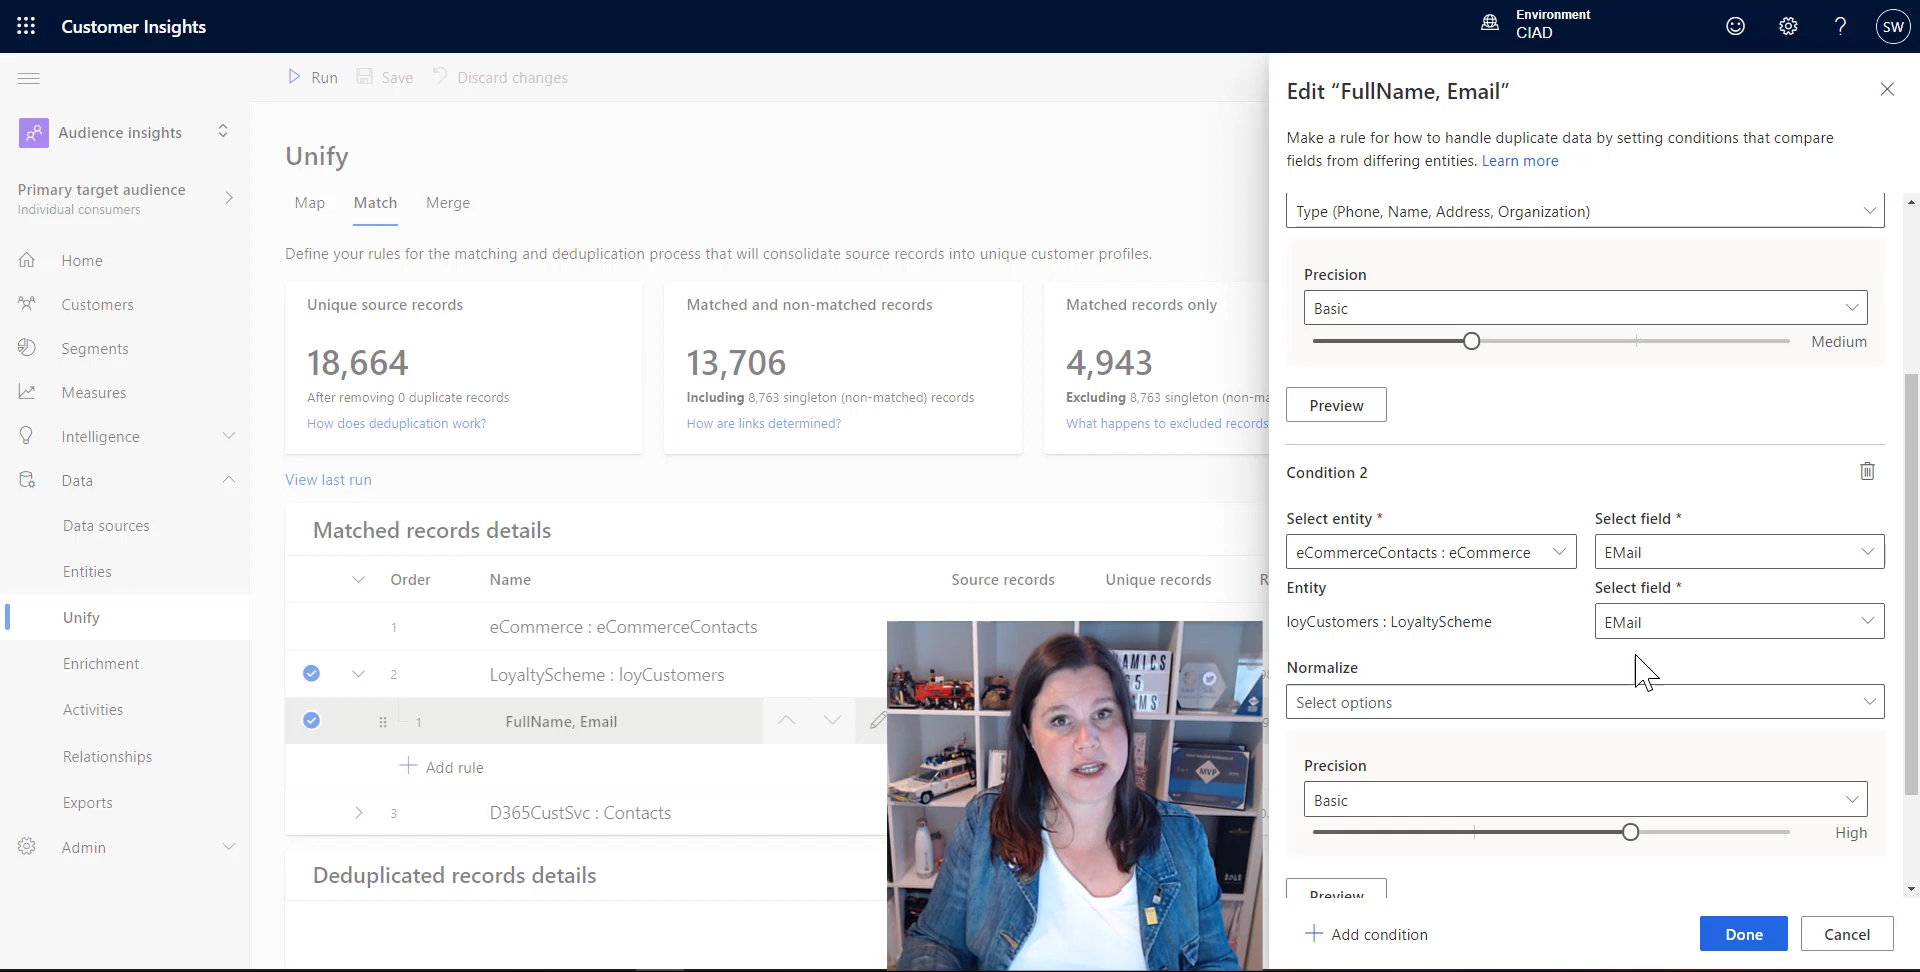 Customer Insights
Environment
CIAD
SW
Run
Save
Discard changes
Audience insights
Primary target audience
Individual consumers
Home
Customers
Segments
Measures
Intelligence
Data
Data sources
Entities
Unify
Enrichment
Activities
Relationships
Exports
Admin
Unify
Map
Match
Merge
Define your rules for the matching and deduplication process that will consolidate source records into unique customer profiles.
Unique source records
18,664
After removing 0 duplicate records
How does deduplication work?
Matched and non-matched records
13,706
Including 8,763 singleton (non-matched) records
How are links determined?
Matched records only
4,943
Excluding 8,763 singleton (non-m
What happens to excluded records
View last run
Matched records details
Order Name Source records Unique records R
1 eCommerce : eCommerceContacts
2 LoyaltyScheme : loyCustomers
1 FullName, Email
Add rule
3 D365CustSvc : Contacts
Deduplicated records details
AMICS
5
MS
MVP
Edit “FullName, Email”
Make a rule for how to handle duplicate data by setting conditions that compare
fields from differing entities. Learn more
Type (Phone, Name, Address, Organization)
Precision
Basic
Medium
Preview
Condition 2
Select entity * Select field *
eCommerceContacts : eCommerce EMail
Entity Select field *
loyCustomers : LoyaltyScheme EMail
Normalize
Select options
Precision
Basic
High
Preview
Add condition
Done
Cancel